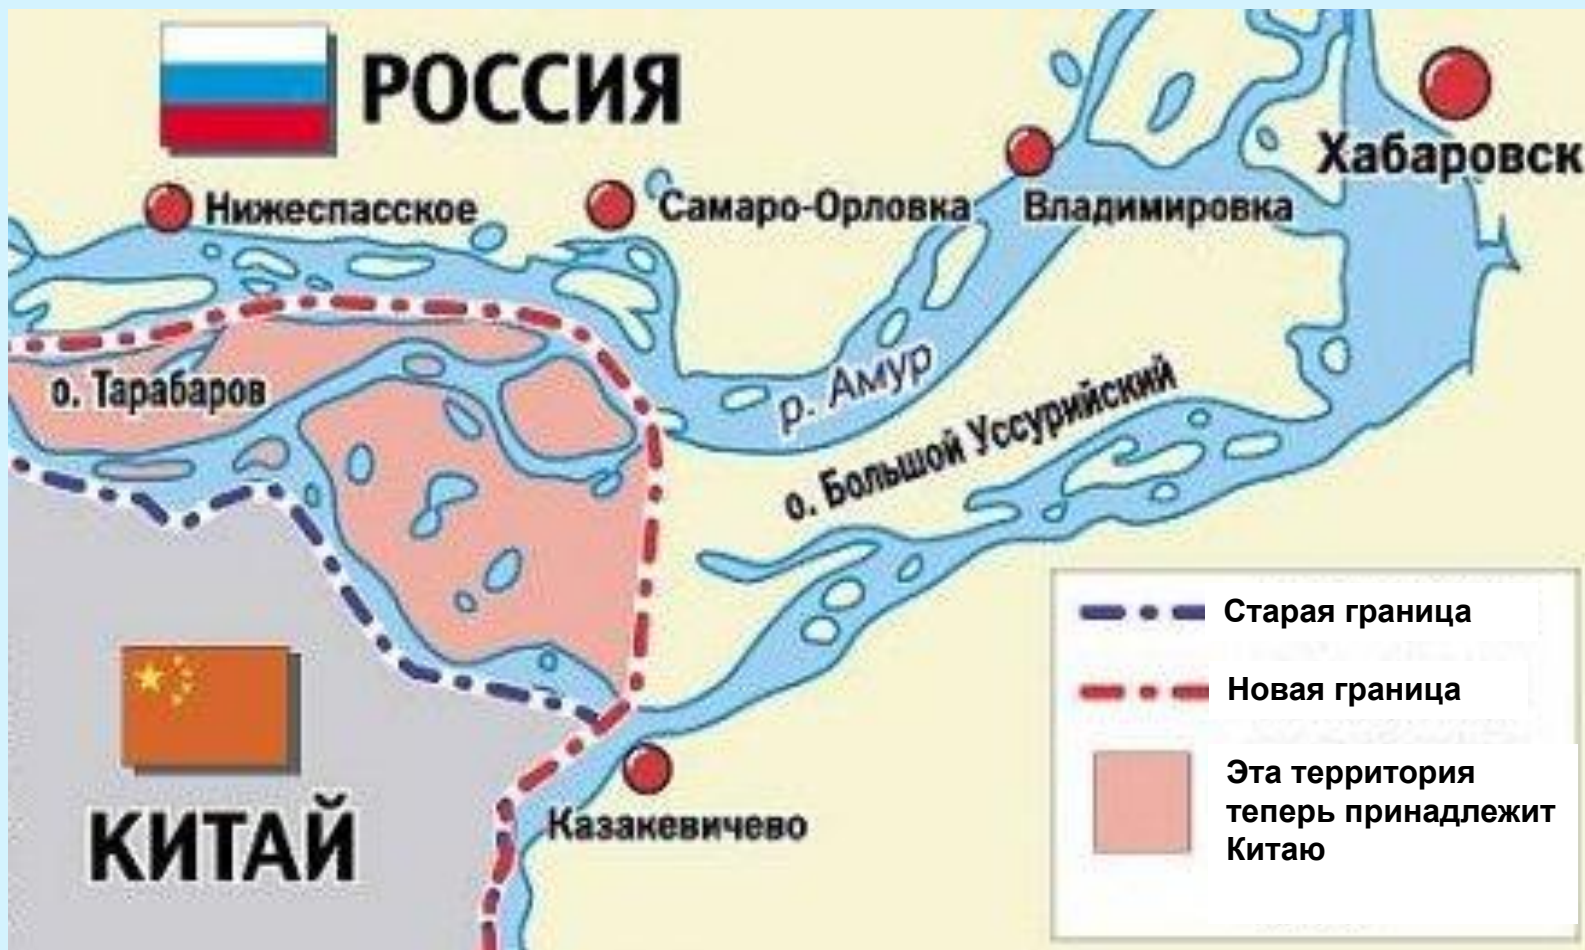 РОССИЯ
Хабаровск
Нижеспасское
Самаро-Орловка
Владимировка
о. Тарабаров
р. Амур
о. Большой Уссурийский
Старая граница
Новая граница
Эта территория
теперь принадлежит
Китаю
Казакевичево
КИТАЙ